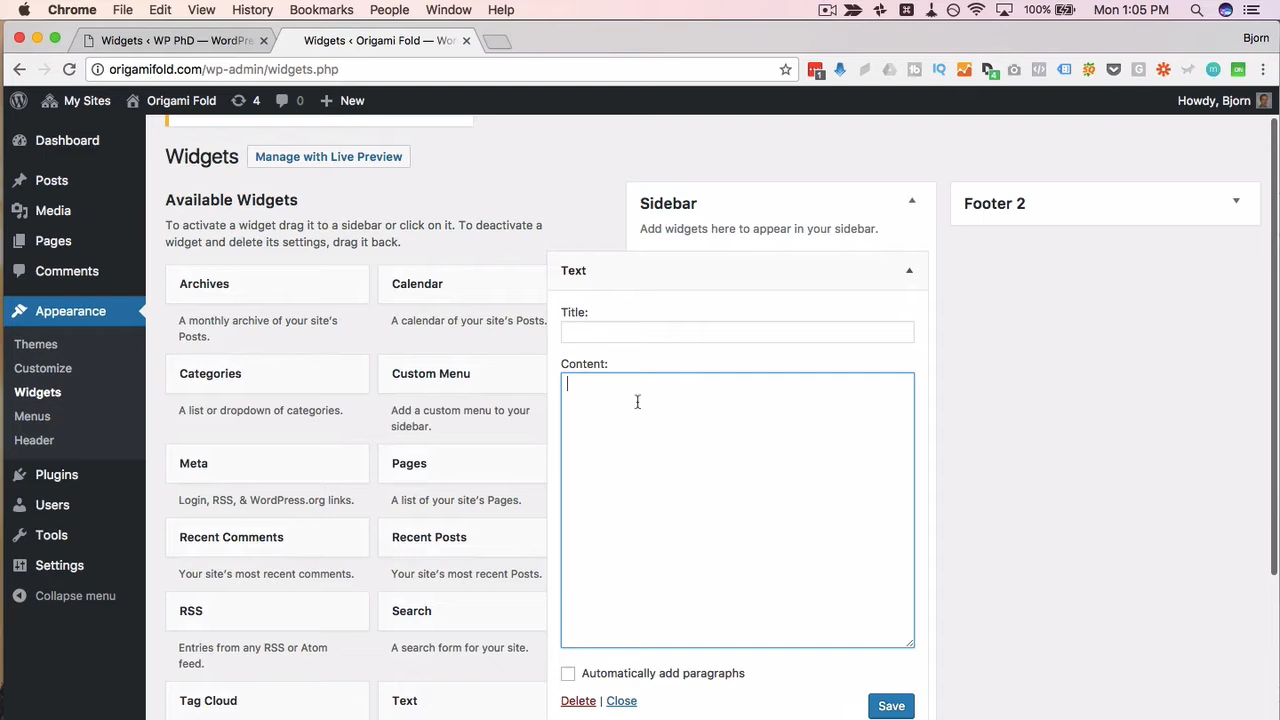 Chrome File Edit View History Bookmarks People Window Help 100% Mon 1:05 PM
Widgets ‹ WP PhD — WordPre
Widgets ‹ Origami Fold — Wor
Bjorn
origamifold.com/wp-admin/widgets.php
My Sites Origami Fold 4 0 New Howdy, Bjorn
Dashboard
Posts
Media
Pages
Comments
Appearance
Themes
Customize
Widgets
Menus
Header
Plugins
Users
Tools
Settings
Collapse menu
Widgets Manage with Live Preview
Available Widgets
To activate a widget drag it to a sidebar or click on it. To deactivate a
widget and delete its settings, drag it back.
Archives
A monthly archive of your site's
Posts.
Calendar
A calendar of your site's Posts.
Categories
A list or dropdown of categories.
Custom Menu
Add a custom menu to your
sidebar.
Meta
Login, RSS, & WordPress.org links.
Pages
A list of your site's Pages.
Recent Comments
Your site's most recent comments.
Recent Posts
Your site's most recent Posts.
RSS
Entries from any RSS or Atom
feed.
Search
A search form for your site.
Tag Cloud
Text
Sidebar
Add widgets here to appear in your sidebar.
Text
Title:
Content:
Automatically add paragraphs
Delete | Close
Save
Footer 2